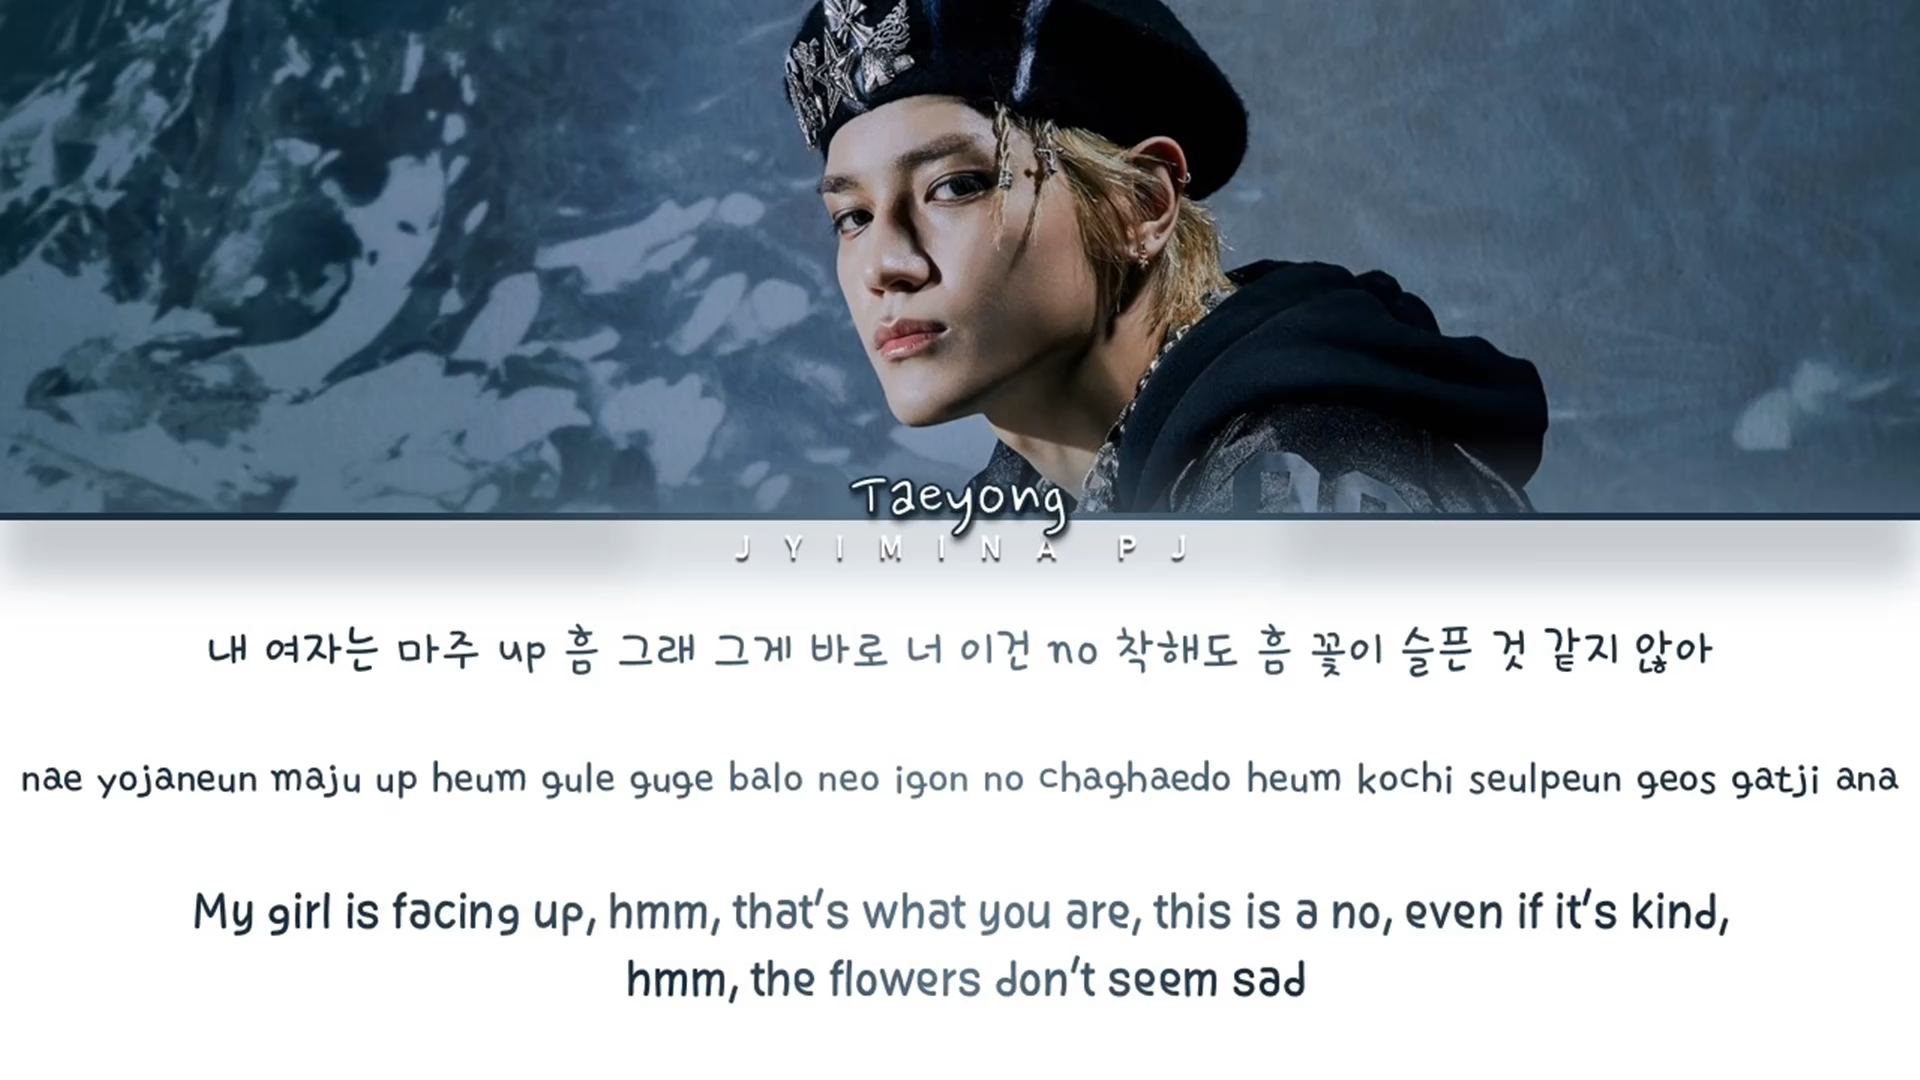 Taeyong
JYIMINA PJ
내 여자는 마주 up 흠 그래 그게 바로 너 이건 no 착해도 흠 꽃이 슬픈 것 같지 않아
nae yojaneun maju up heum gule guge balo neo igon no chaghaedo heum kochi seulpeun geos gatji ana
My girl is facing up, hmm, that's what you are, this is a no, even if it's kind,
hmm, the flowers don't seem sad